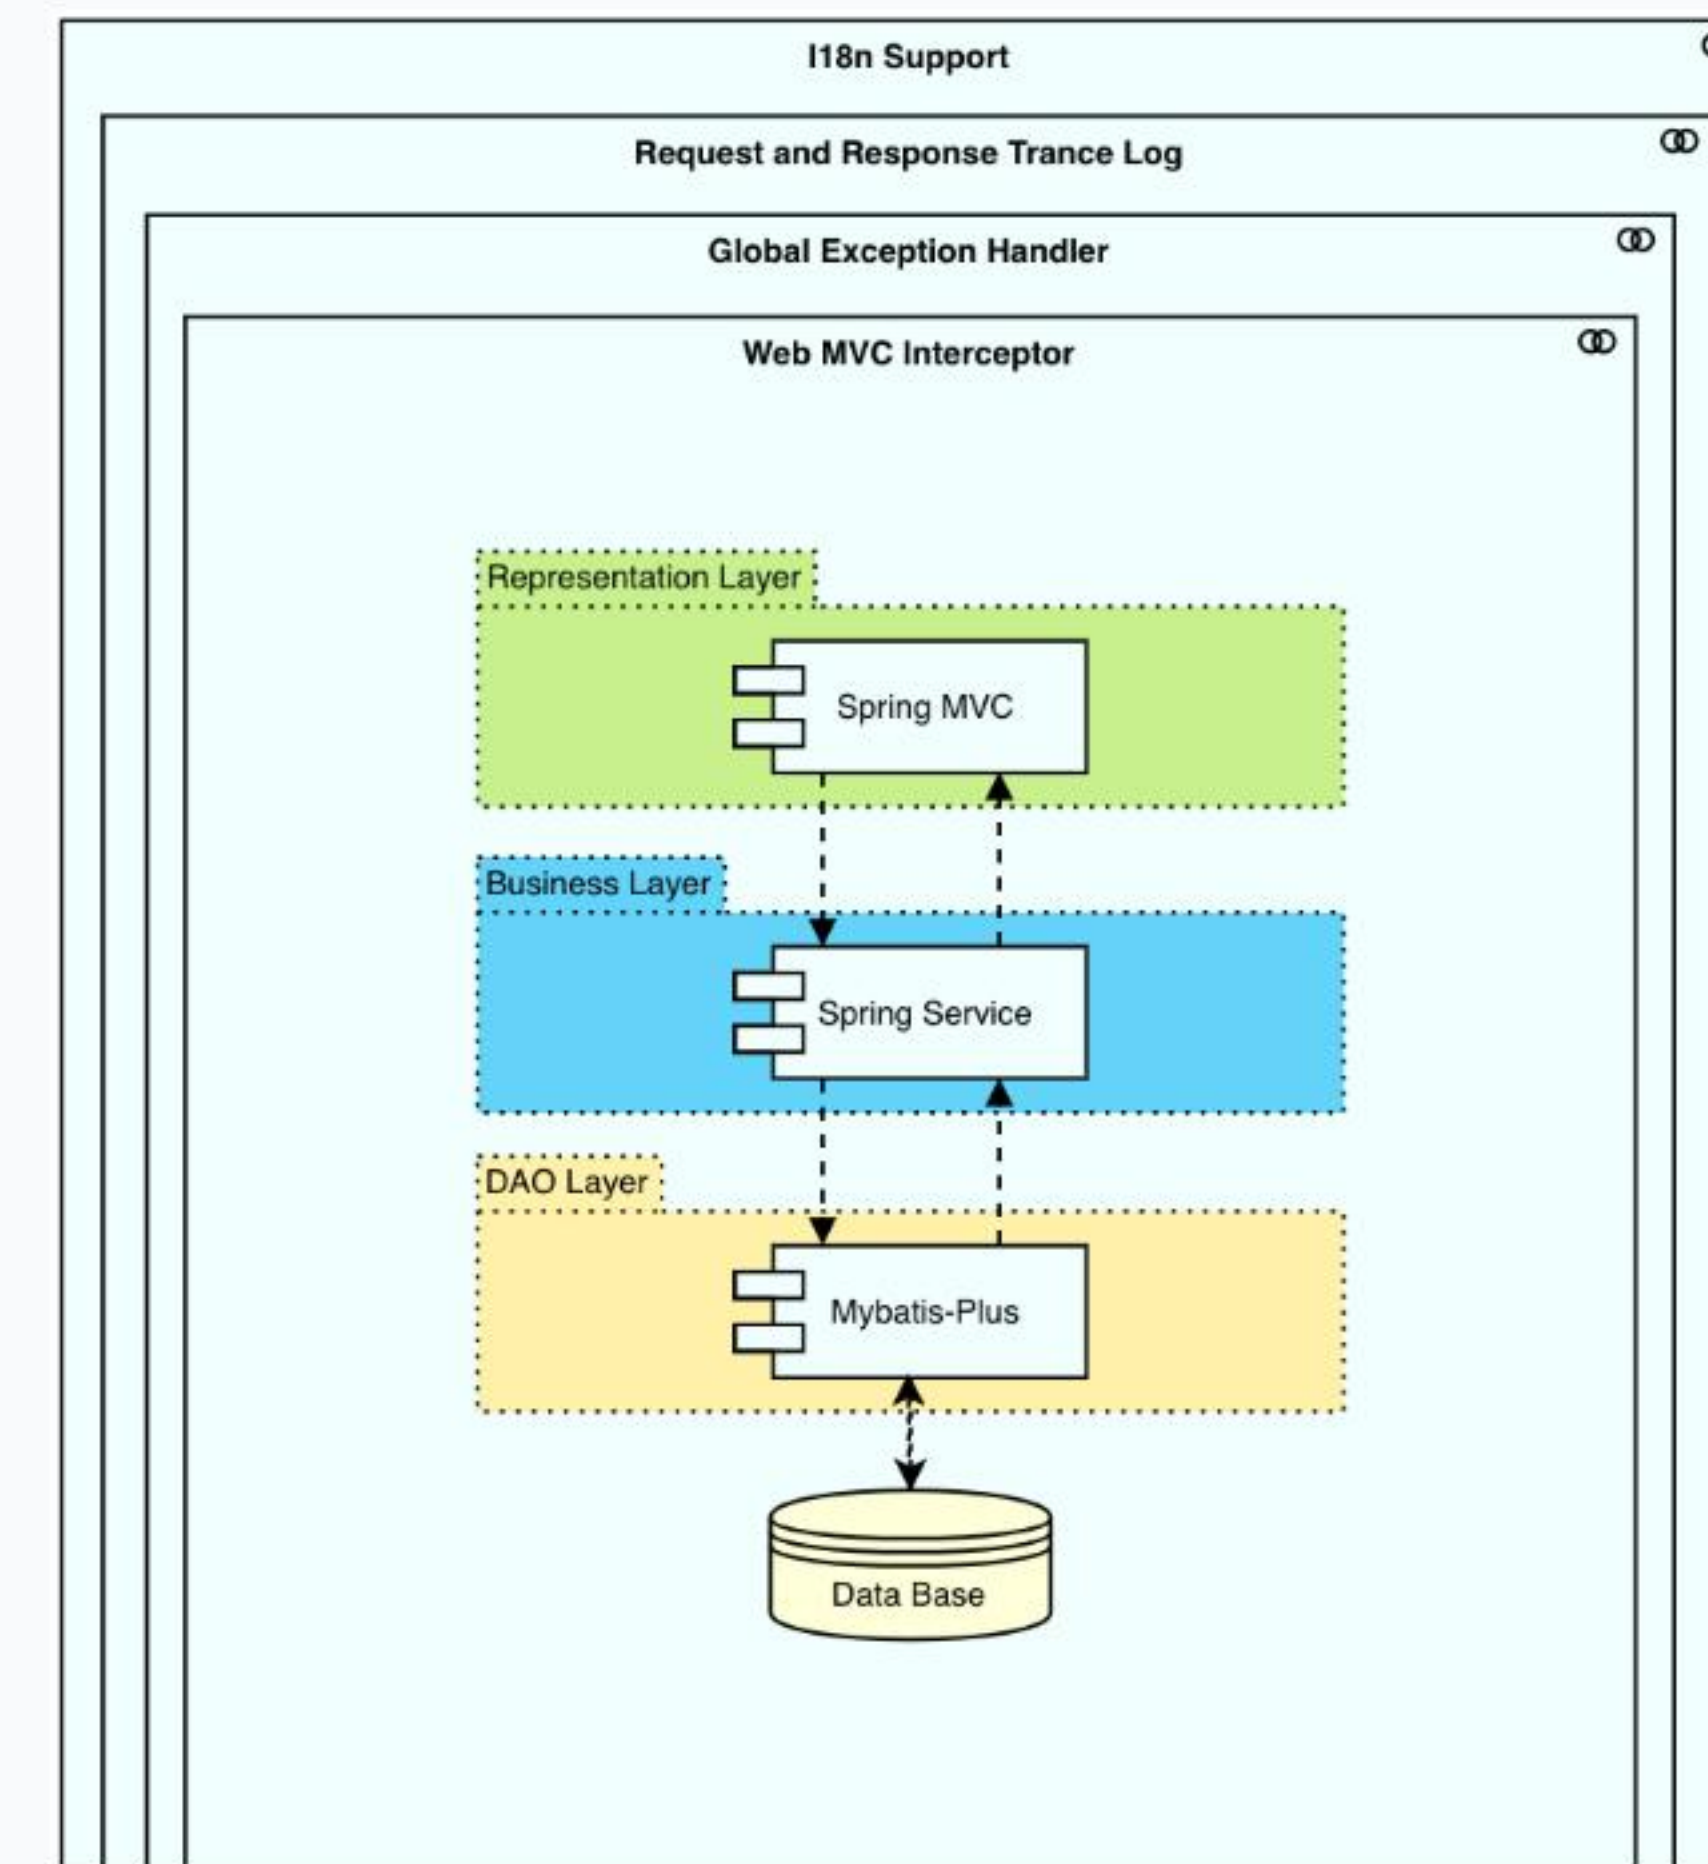 I18n Support
Request and Response Trance Log
Global Exception Handler
Web MVC Interceptor
Representation Layer
Spring MVC
Business Layer
Spring Service
DAO Layer
Mybatis-Plus
Data Base